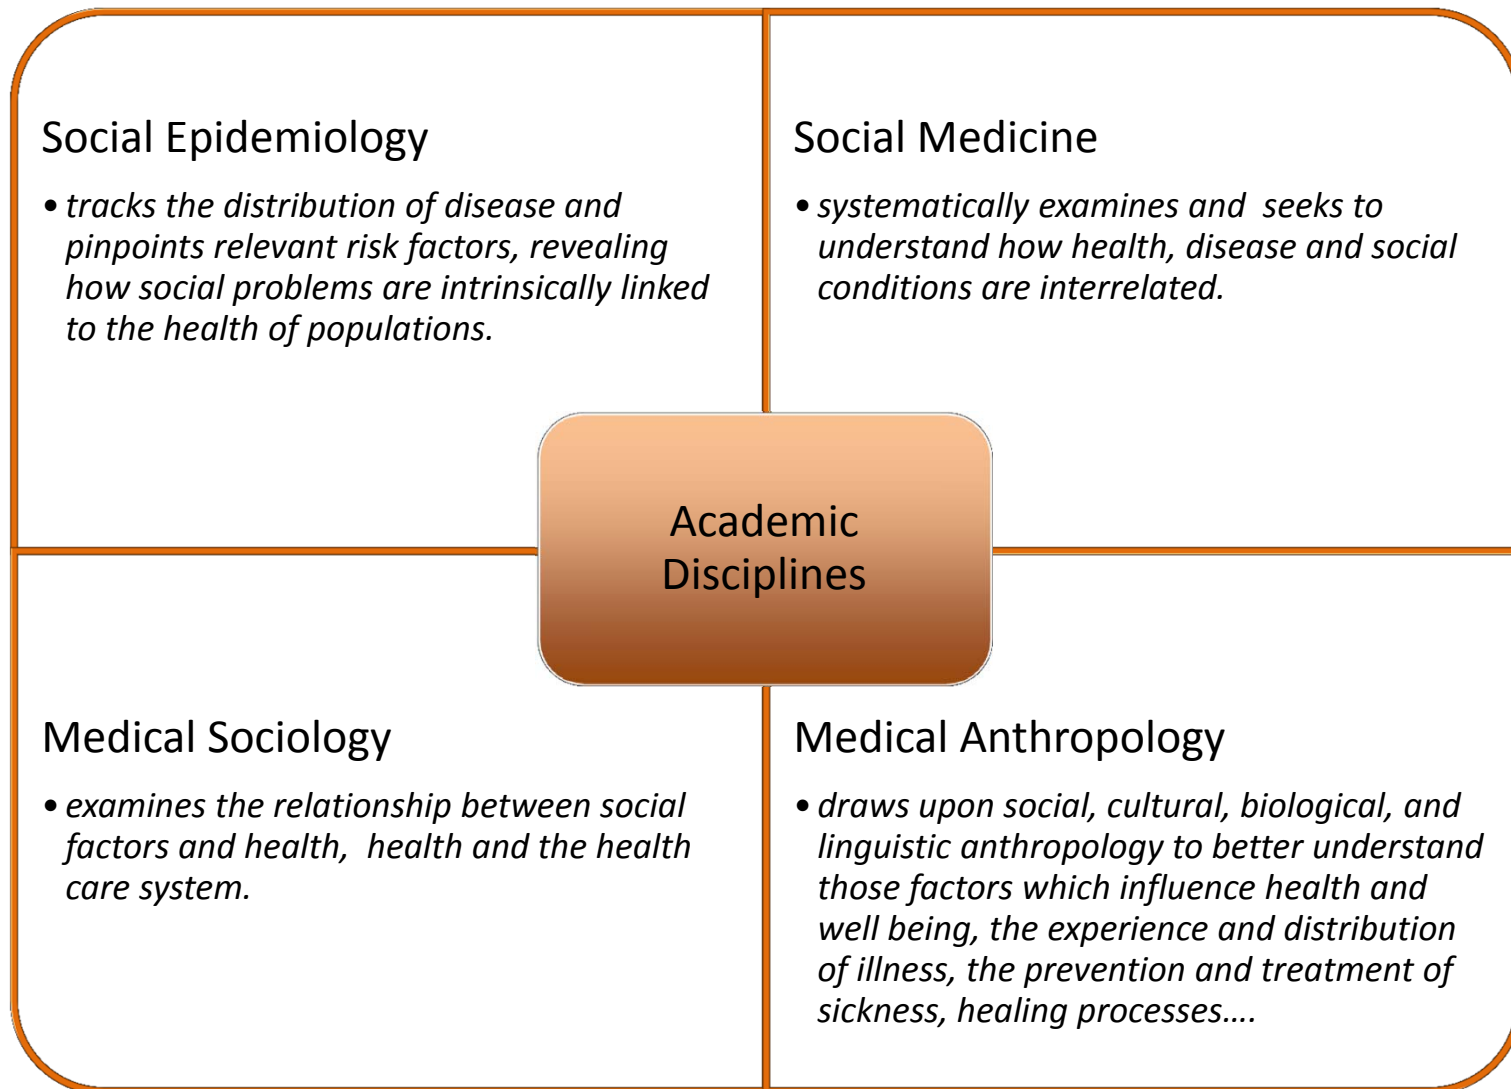 Social Epidemiology
• tracks the distribution of disease and
pinpoints relevant risk factors, revealing
how social problems are intrinsically linked
to the health of populations.
Social Medicine
• systematically examines and  seeks to
understand how health, disease and social
conditions are interrelated.
Academic
Disciplines
Medical Sociology
• examines the relationship between social
factors and health,  health and the health
care system.
Medical Anthropology
• draws upon social, cultural, biological, and
linguistic anthropology to better understand
those factors which influence health and
well being, the experience and distribution
of illness, the prevention and treatment of
sickness, healing processes....